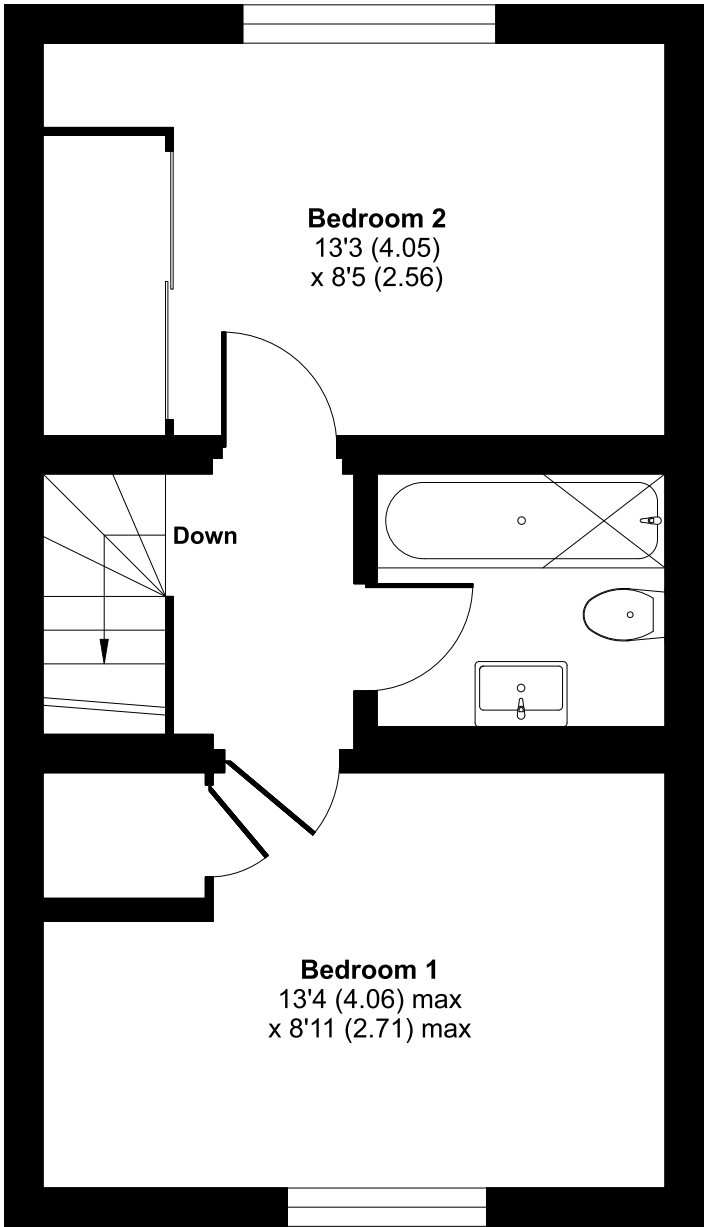 Bedroom 2
13'3 (4.05)
x 8'5 (2.56)
Down
Bedroom 1
13'4 (4.06) max
x 8'11 (2.71) max